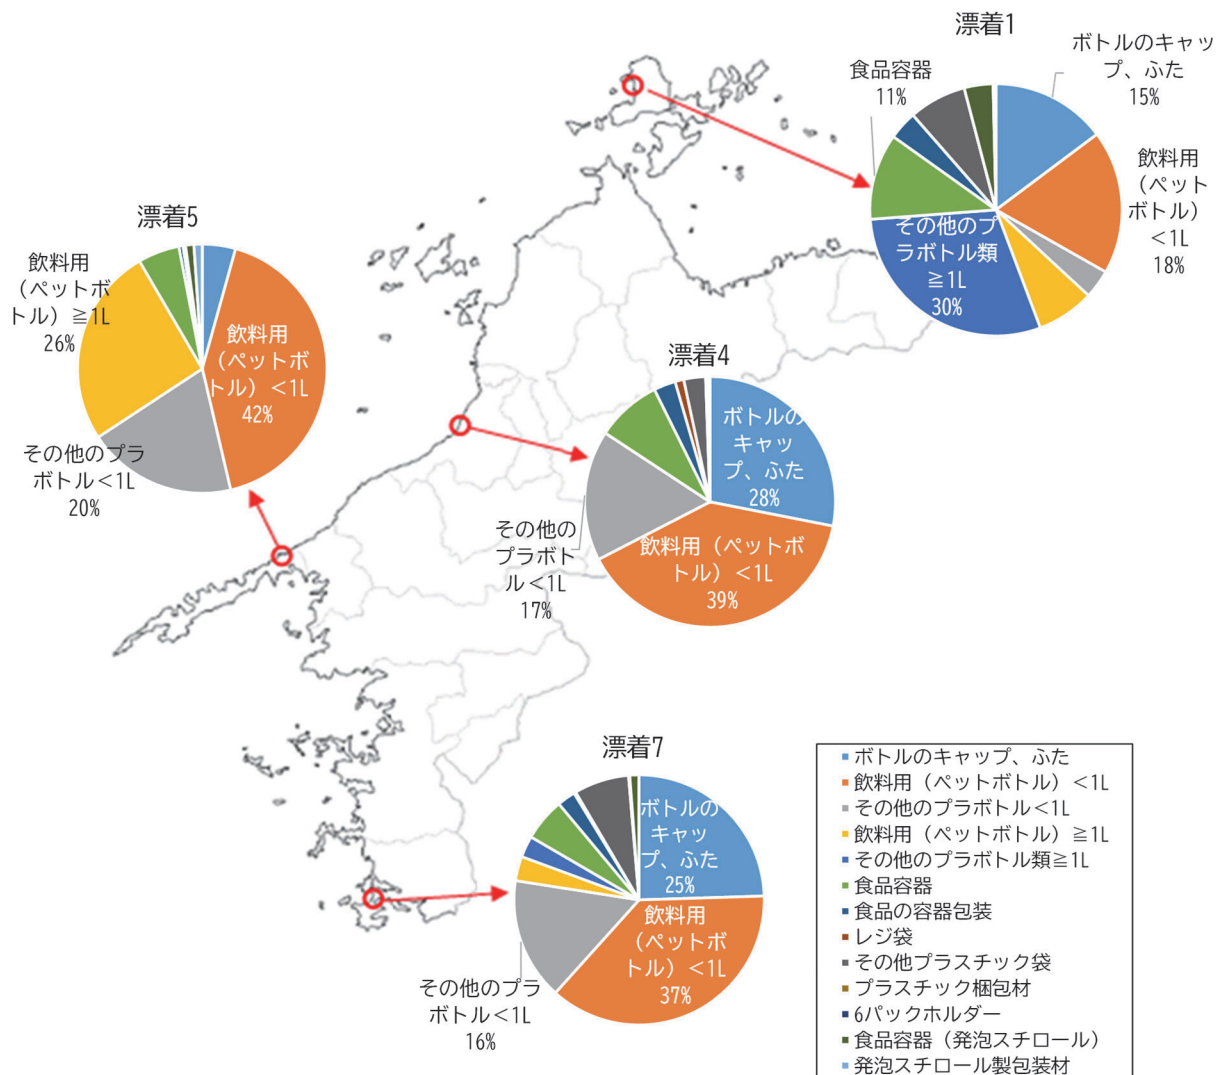 漂着1
ボトルのキャッ
プ、ふた
15%
食品容器
11%
飲料用
（ペット
ボトル）
<1L
18%
その他のプ
ラボトル類
≧1L
30%
漂着5
飲料用
（ペットボ
トル）≧1L
26%
飲料用
（ペットボ
トル）<1L
42%
その他のプラ
ボトル<1L
20%
漂着4
ボトルの
キャッ
プ、ふた
28%
飲料用（ペットボ
トル）<1L
39%
その他の
プラボト
ル<1L
17%
漂着7
ボトルの
キャッ
プ、ふた
25%
飲料用
（ペットボ
トル）<1L
37%
その他のプラ
ボトル<1L
16%
ボトルのキャップ、ふた
飲料用（ペットボトル）<1L
その他のプラボトル<1L
飲料用（ペットボトル）≧1L
その他のプラボトル類≧1L
食品容器
食品の容器包装
レジ袋
その他プラスチック袋
プラスチック梱包材
6パックホルダー
食品容器（発泡スチロール）
発泡スチロール製包装材